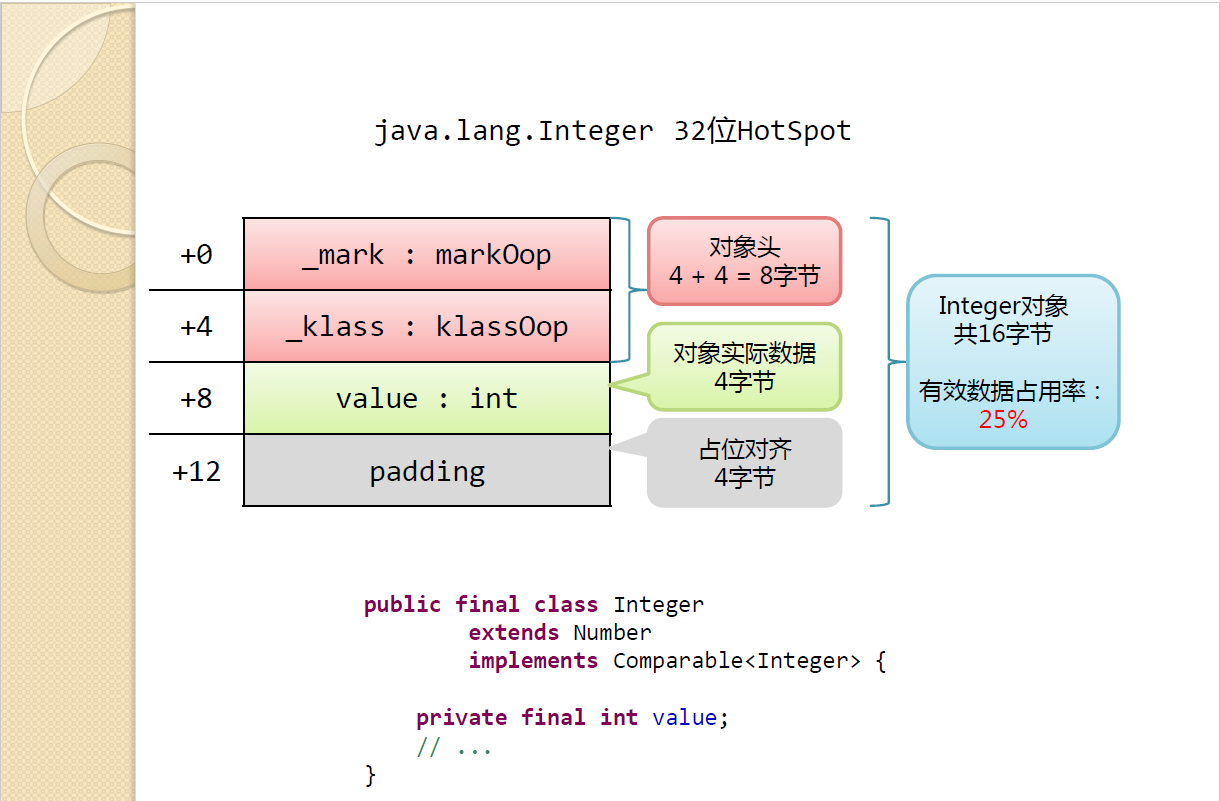 java.lang.Integer 32位HotSpot
+0
_mark : markOop
+4
_klass : klassOop
+8
value : int
+12
padding
对象头
4 + 4 = 8字节
对象实际数据
4字节
占位对齐
4字节
Integer对象
共16字节
有效数据占用率：
25%
public final class Integer
extends Number
implements Comparable<Integer> {
private final int value;
// ...
}